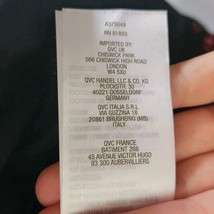 A375049
RN 81693
IMPORTED BY:
QVC UK
CHISWICK PARK
566 CHISWICK HIGH ROAD
LONDON
W4 5XU
QVC HANDEL LLC & CO. KG
PLOCKSTR. 30
40221 DÜSSELDORF
GERMANY
QVC ITALIA S.R.L
VIA GUZZINA 18
20861 BRUGHERIO (MB)
ITALY
QVC FRANCE
BATIMENT 266
45 AVENUE VICTOR HUGO
93 300 AUBERVILLIERS